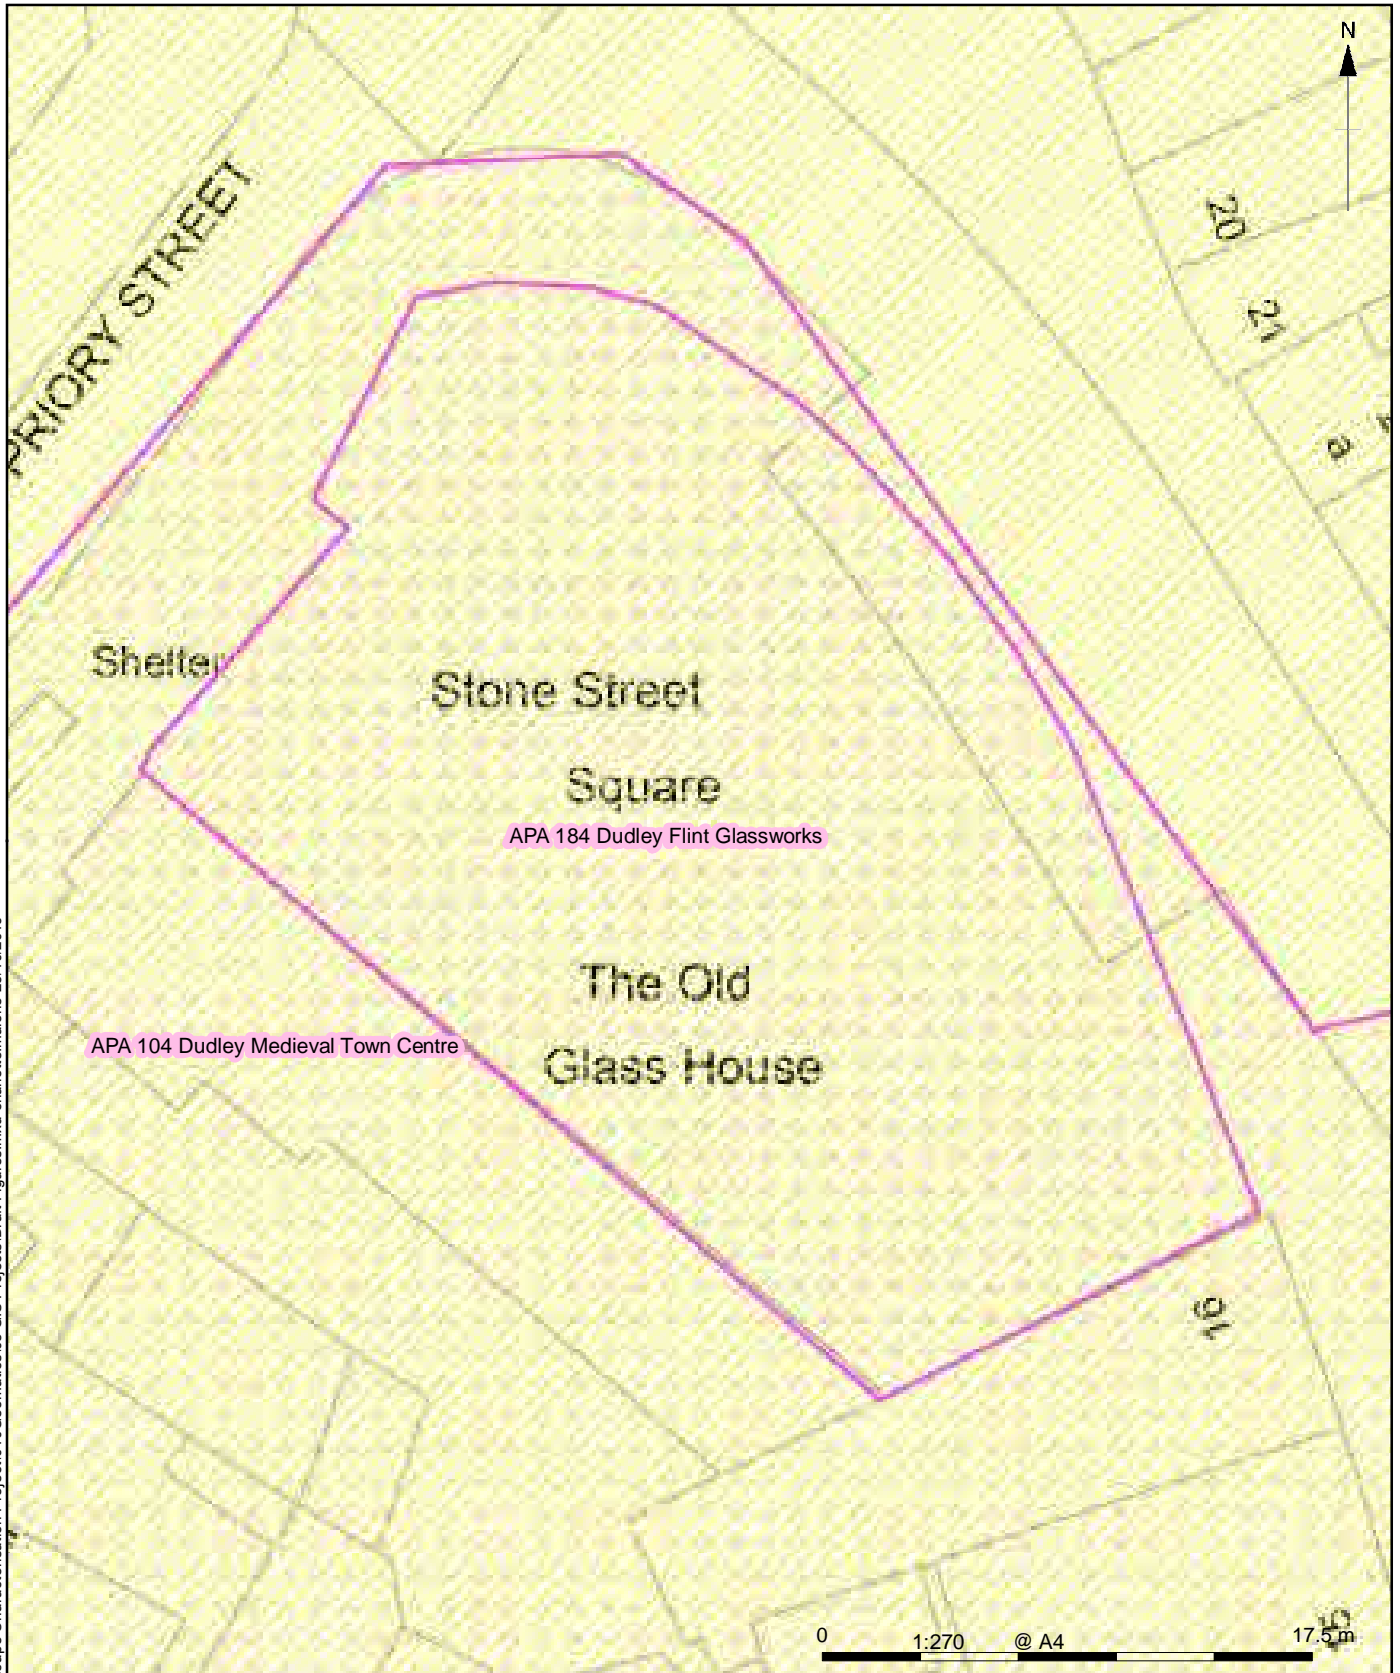 N
PRIORY STREET
20
21
a
Shelter
Stone Street
Square
APA 184 Dudley Flint Glassworks
The Old
APA 104 Dudley Medieval Town Centre
Glass House
16
15
0
1:270 @ A4
17.5 m